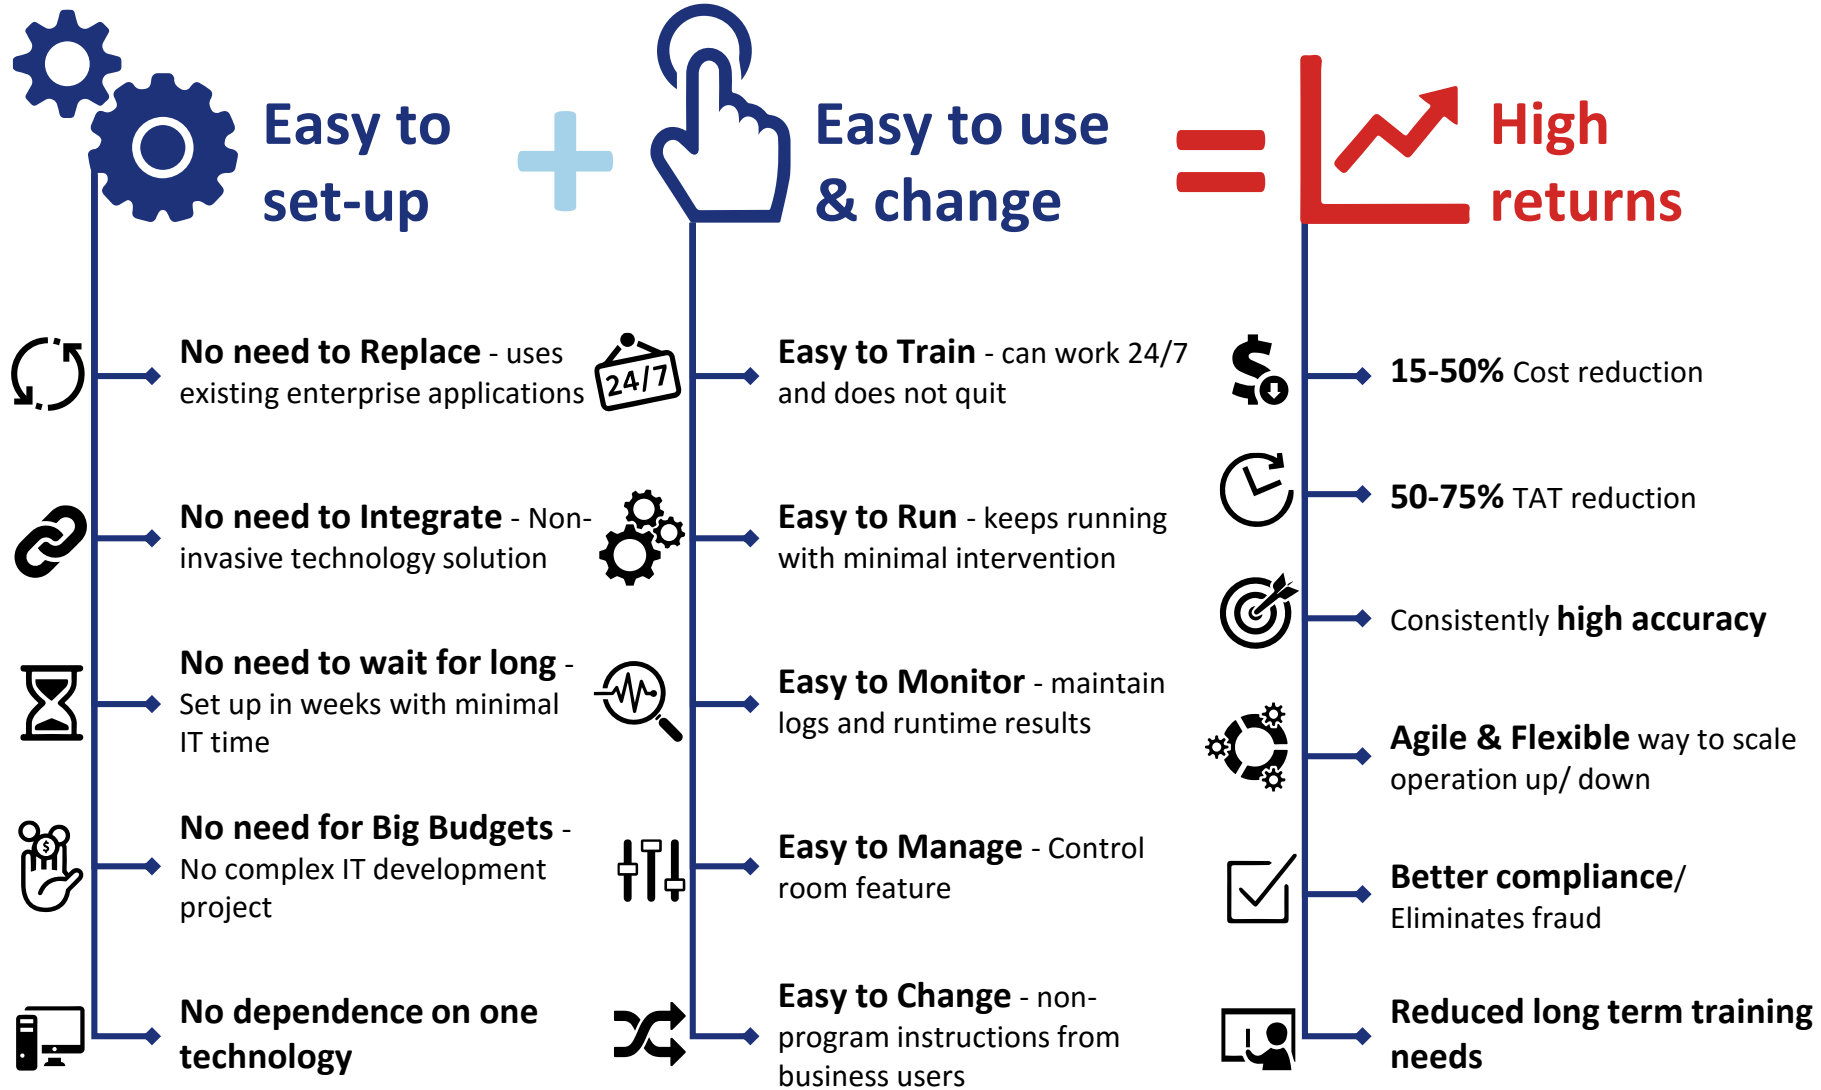 Easy to
set-up
+
Easy to use
& change
=
High
returns
No need to Replace - uses
existing enterprise applications
No need to Integrate - Non-
invasive technology solution
No need to wait for long -
Set up in weeks with minimal
IT time
No need for Big Budgets -
No complex IT development
project
No dependence on one
technology
24/7
Easy to Train - can work 24/7
and does not quit
Easy to Run - keeps running
with minimal intervention
Easy to Monitor - maintain
logs and runtime results
Easy to Manage - Control
room feature
Easy to Change - non-
program instructions from
business users
15-50% Cost reduction
50-75% TAT reduction
Consistently high accuracy
Agile & Flexible way to scale
operation up/ down
Better compliance/
Eliminates fraud
Reduced long term training
needs